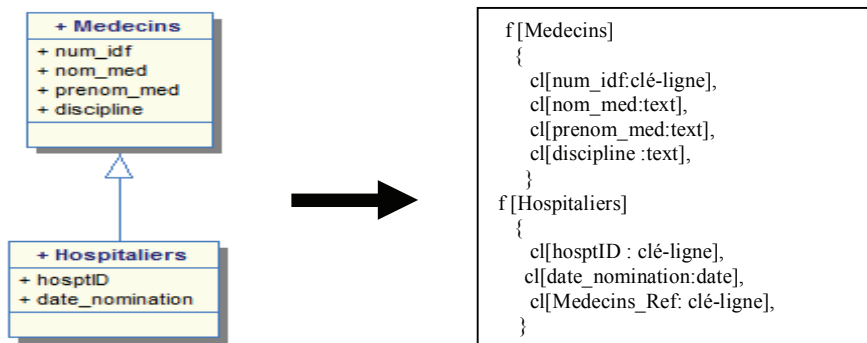 + Medecins
+ num_idf
+ nom_med
+ prenom_med
+ discipline
+ Hospitaliers
+ hosptID
+ date_nomination
f [Medecins]
{
cl[num_idf:clé-ligne],
cl[nom_med:text],
cl[prenom_med:text],
cl[discipline :text],
}
f [Hospitaliers]
{
cl[hosptID : clé-ligne],
cl[date_nomination:date],
cl[Medecins_Ref: clé-ligne],
}